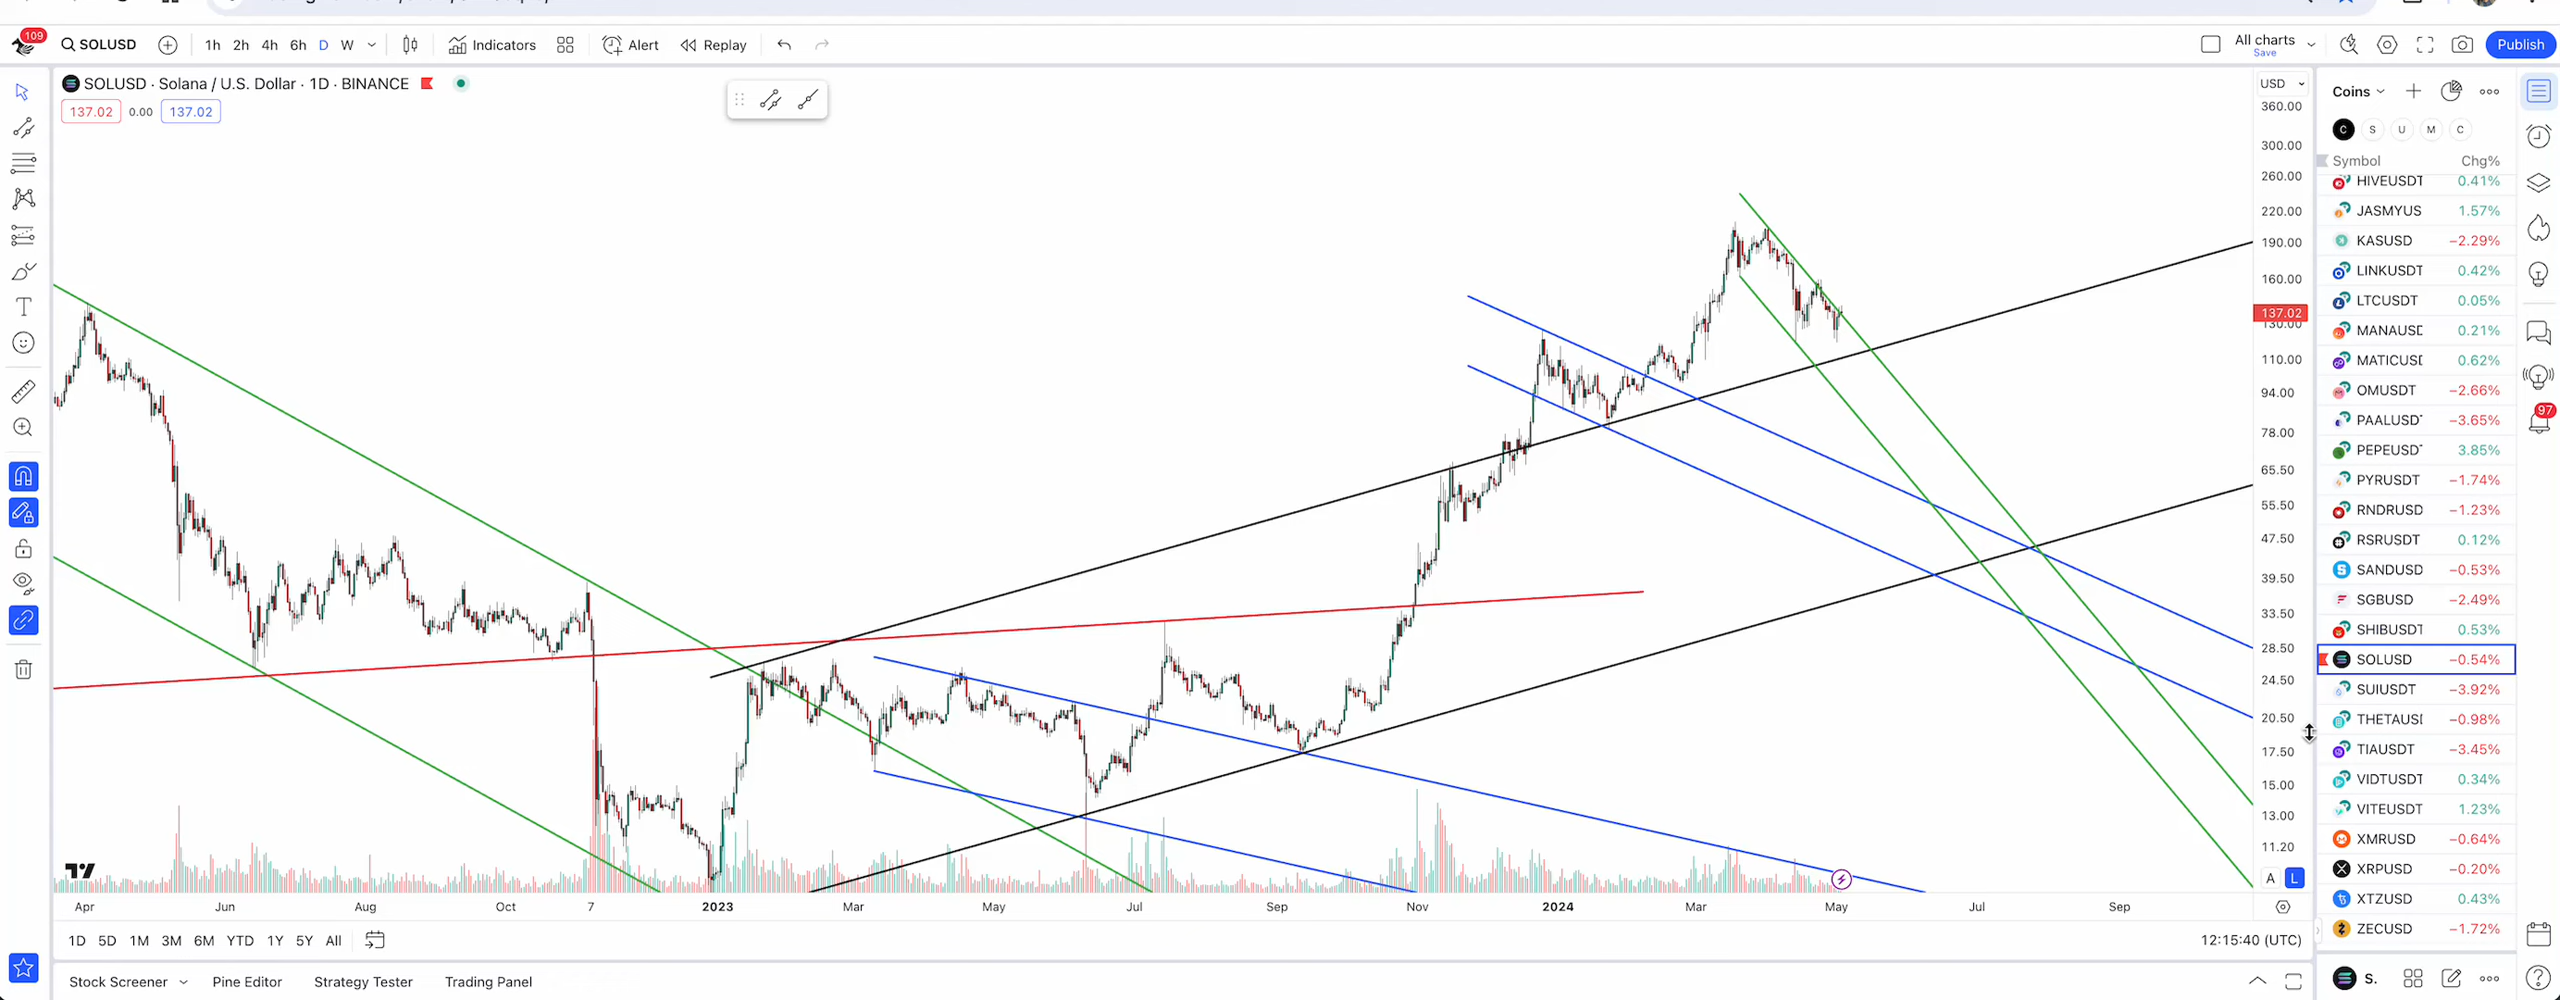 109
SOLUSD
1h 2h 4h 6h D W
Indicators
Alert
Replay
All charts
Save
Publish
SOLUSD · Solana / U.S. Dollar · 1D · BINANCE
137.02 0.00 137.02
USD
360.00
300.00
260.00
220.00
190.00
160.00
137.02
130.00
110.00
94.00
78.00
65.50
55.50
47.50
39.50
33.50
28.50
24.50
20.50
17.50
15.00
13.00
11.20
A L
Apr Jun Aug Oct 7 2023 Mar May Jul Sep Nov 2024 Mar May Jul Sep
1D 5D 1M 3M 6M YTD 1Y 5Y All
12:15:40 (UTC)
Stock Screener Pine Editor Strategy Tester Trading Panel
Coins
C S U M C
Symbol Chg%
HIVEUSDT 0.41%
JASMYUS 1.57%
KASUSD −2.29%
LINKUSDT 0.42%
LTCUSDT 0.05%
MANAUSD 0.21%
MATICUSI 0.62%
OMUSDT −2.66%
PAALUSD −3.65%
PEPEUSD 3.85%
PYRUSDT −1.74%
RNDRUSD −1.23%
RSRUSDT 0.12%
SANDUSD −0.53%
SGBUSD −2.49%
SHIBUSDT 0.53%
SOLUSD −0.54%
SUIUSDT −3.92%
THETAUSI −0.98%
TIAUSDT −3.45%
VIDTUSDT 0.34%
VITEUSDT 1.23%
XMRUSD −0.64%
XRPUSD −0.20%
XTZUSD 0.43%
ZECUSD −1.72%
S.
97